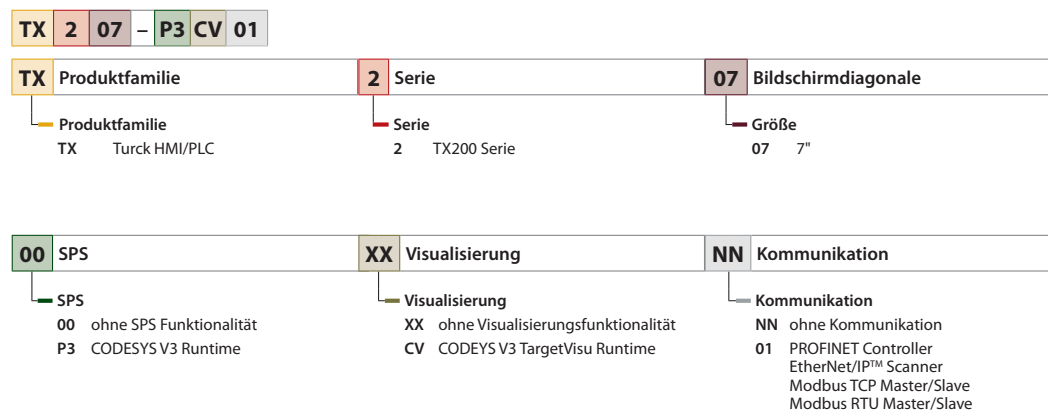 TX 2 07 – P3 CV 01
TX Produktfamilie
2 Serie
07 Bildschirmdiagonale
Produktfamilie
TX Turck HMI/PLC
Serie
2 TX200 Serie
Größe
07 7"
00 SPS
XX Visualisierung
NN Kommunikation
SPS
00 ohne SPS Funktionalität
P3 CODESYS V3 Runtime
Visualisierung
XX ohne Visualisierungsfunktionalität
CV CODEYS V3 TargetVisu Runtime
Kommunikation
NN ohne Kommunikation
01 PROFINET Controller
EtherNet/IP™ Scanner
Modbus TCP Master/Slave
Modbus RTU Master/Slave